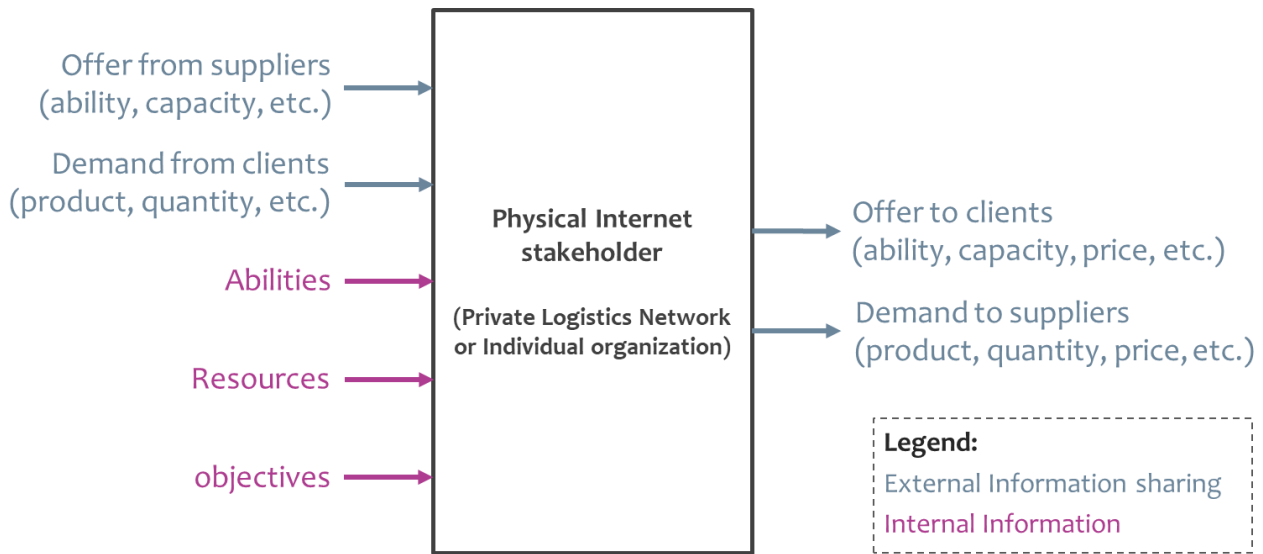 Offer from suppliers
(ability, capacity, etc.)
Demand from clients
(product, quantity, etc.)
Abilities
Resources
objectives
Physical Internet
stakeholder
(Private Logistics Network
or Individual organization)
Offer to clients
(ability, capacity, price, etc.)
Demand to suppliers
(product, quantity, price, etc.)
Legend:
External Information sharing
Internal Information